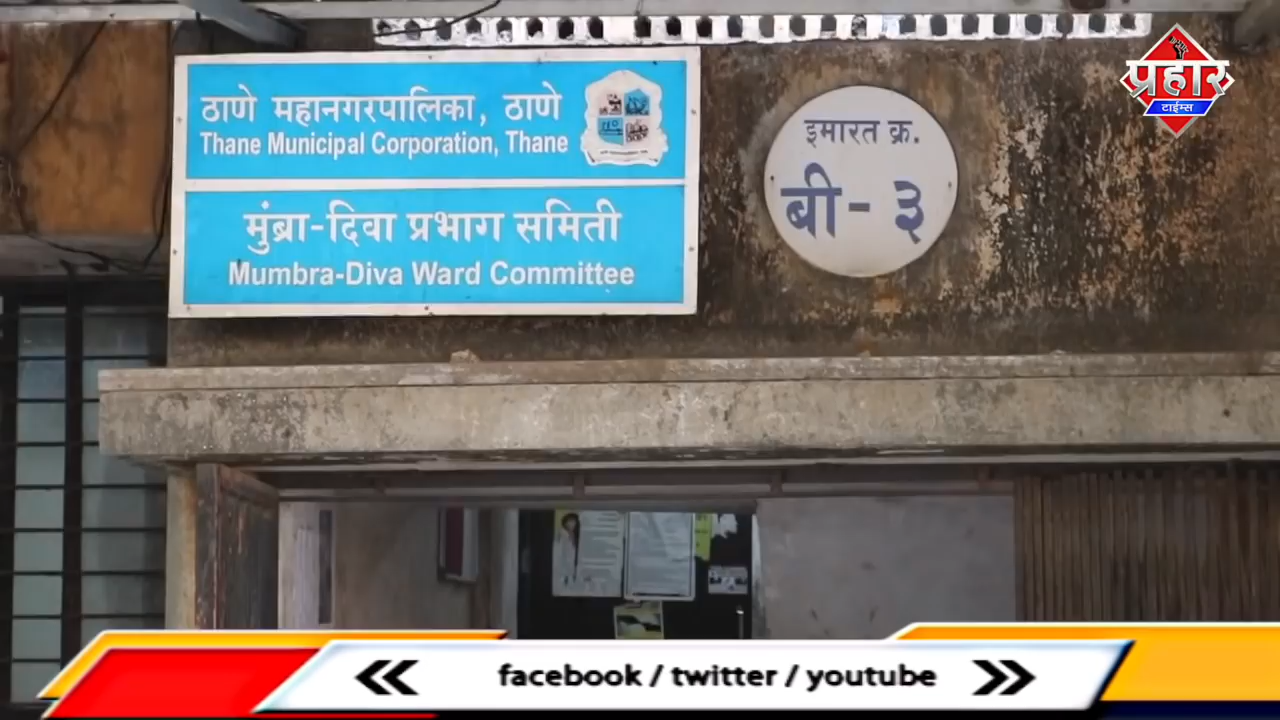 ठाणे महानगरपालिका, ठाणे
Thane Municipal Corporation, Thane
मुंब्रा-दिवा प्रभाग समिती
Mumbra-Diva Ward Committee
इमारत क्र.
बी- ३
प्रहार
टाईम्स
facebook / twitter / youtube